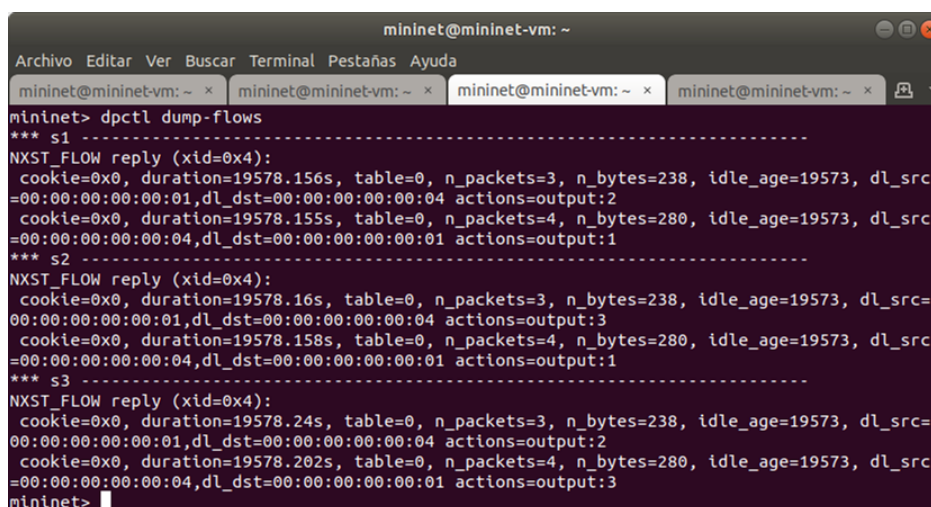 mininet@mininet-vm: ~
Archivo Editar Ver Buscar Terminal Pestañas Ayuda
mininet@mininet-vm: ~ × mininet@mininet-vm: ~ × mininet@mininet-vm: ~ × mininet@mininet-vm: ~ ×
mininet> dpctl dump-flows
*** s1 ------------------------------------------------------------------------
NXST_FLOW reply (xid=0x4):
cookie=0x0, duration=19578.156s, table=0, n_packets=3, n_bytes=238, idle_age=19573, dl_src
=00:00:00:00:00:01,dl_dst=00:00:00:00:00:04 actions=output:2
cookie=0x0, duration=19578.155s, table=0, n_packets=4, n_bytes=280, idle_age=19573, dl_src
=00:00:00:00:00:04,dl_dst=00:00:00:00:00:01 actions=output:1
*** s2 ------------------------------------------------------------------------
NXST_FLOW reply (xid=0x4):
cookie=0x0, duration=19578.16s, table=0, n_packets=3, n_bytes=238, idle_age=19573, dl_src=
00:00:00:00:00:01,dl_dst=00:00:00:00:00:04 actions=output:3
cookie=0x0, duration=19578.158s, table=0, n_packets=4, n_bytes=280, idle_age=19573, dl_src
=00:00:00:00:00:04,dl_dst=00:00:00:00:00:01 actions=output:1
*** s3 ------------------------------------------------------------------------
NXST_FLOW reply (xid=0x4):
cookie=0x0, duration=19578.24s, table=0, n_packets=3, n_bytes=238, idle_age=19573, dl_src=
00:00:00:00:00:01,dl_dst=00:00:00:00:00:04 actions=output:2
cookie=0x0, duration=19578.202s, table=0, n_packets=4, n_bytes=280, idle_age=19573, dl_src
=00:00:00:00:00:04,dl_dst=00:00:00:00:00:01 actions=output:3
mininet>